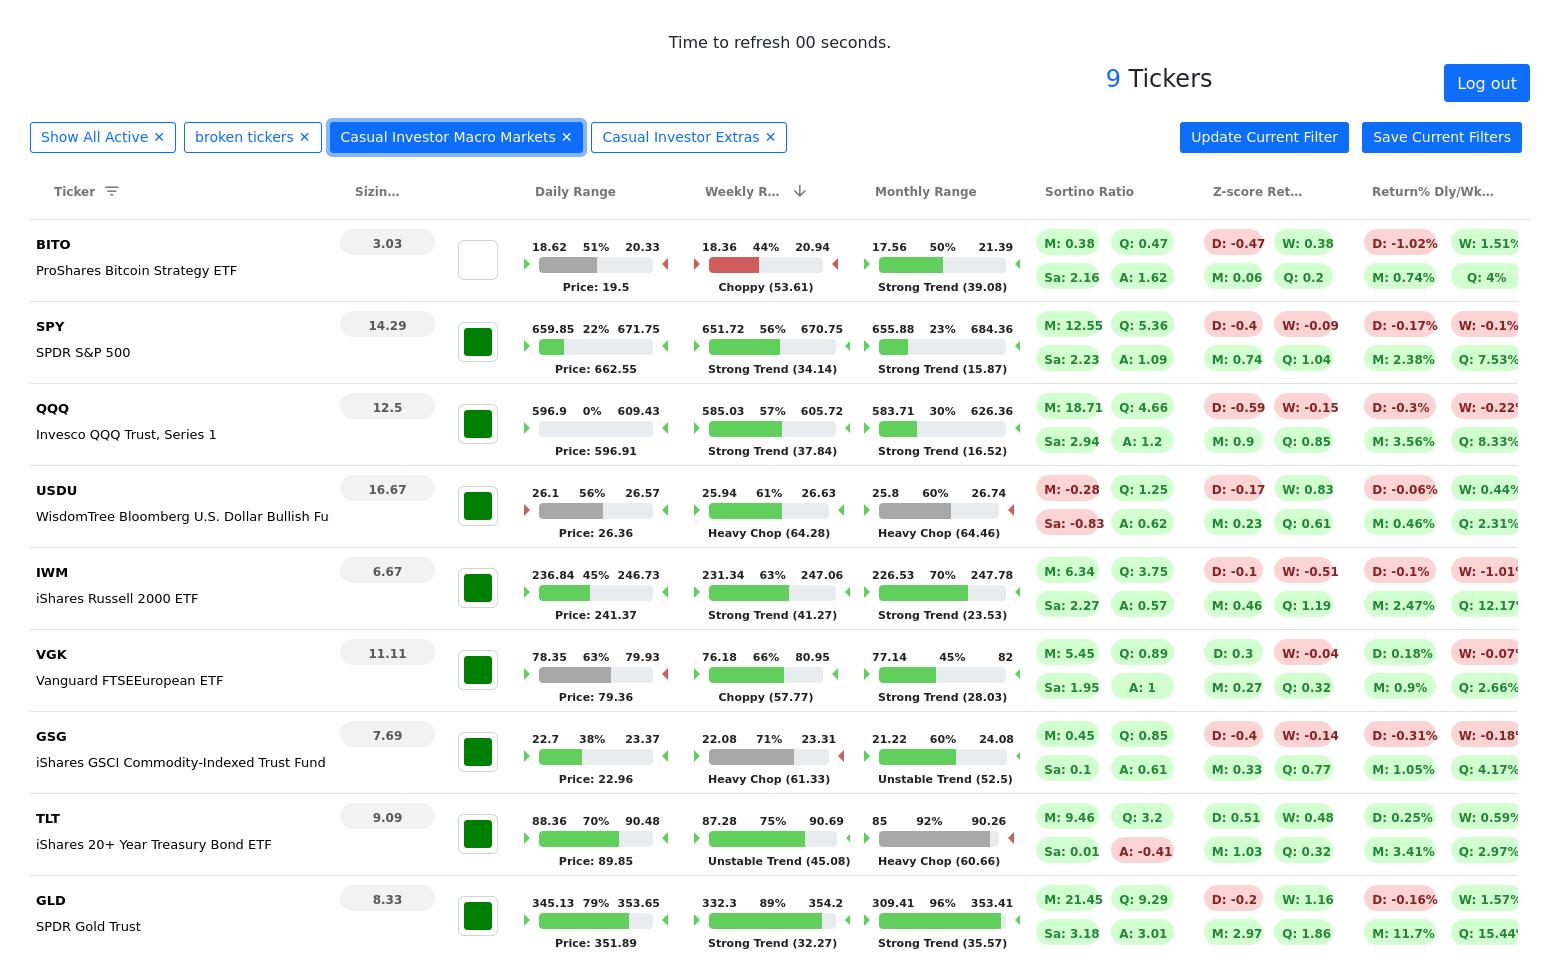 Time to refresh 00 seconds.
9 Tickers
Log out
Show All Active ✕ broken tickers ✕ Casual Investor Macro Markets ✕ Casual Investor Extras ✕ Update Current Filter Save Current Filters
Ticker Sizin… Daily Range Weekly R… Monthly Range Sortino Ratio Z-score Ret… Return% Dly/Wk…
BITO 3.03
ProShares Bitcoin Strategy ETF
18.62 51% 20.33 18.36 44% 20.94 17.56 50% 21.39
Price: 19.5 Choppy (53.61) Strong Trend (39.08)
M: 0.38 Q: 0.47 D: -0.47 W: 0.38 D: -1.02% W: 1.51%
Sa: 2.16 A: 1.62 M: 0.06 Q: 0.2 M: 0.74% Q: 4%
SPY 14.29
SPDR S&P 500
659.85 22% 671.75 651.72 56% 670.75 655.88 23% 684.36
Price: 662.55 Strong Trend (34.14) Strong Trend (15.87)
M: 12.55 Q: 5.36 D: -0.4 W: -0.09 D: -0.17% W: -0.1%
Sa: 2.23 A: 1.09 M: 0.74 Q: 1.04 M: 2.38% Q: 7.53%
QQQ 12.5
Invesco QQQ Trust, Series 1
596.9 0% 609.43 585.03 57% 605.72 583.71 30% 626.36
Price: 596.91 Strong Trend (37.84) Strong Trend (16.52)
M: 18.71 Q: 4.66 D: -0.59 W: -0.15 D: -0.3% W: -0.22%
Sa: 2.94 A: 1.2 M: 0.9 Q: 0.85 M: 3.56% Q: 8.33%
USDU 16.67
WisdomTree Bloomberg U.S. Dollar Bullish Fu
26.1 56% 26.57 25.94 61% 26.63 25.8 60% 26.74
Price: 26.36 Heavy Chop (64.28) Heavy Chop (64.46)
M: -0.28 Q: 1.25 D: -0.17 W: 0.83 D: -0.06% W: 0.44%
Sa: -0.83 A: 0.62 M: 0.23 Q: 0.61 M: 0.46% Q: 2.31%
IWM 6.67
iShares Russell 2000 ETF
236.84 45% 246.73 231.34 63% 247.06 226.53 70% 247.78
Price: 241.37 Strong Trend (41.27) Strong Trend (23.53)
M: 6.34 Q: 3.75 D: -0.1 W: -0.51 D: -0.1% W: -1.01%
Sa: 2.27 A: 0.57 M: 0.46 Q: 1.19 M: 2.47% Q: 12.17%
VGK 11.11
Vanguard FTSEEuropean ETF
78.35 63% 79.93 76.18 66% 80.95 77.14 45% 82
Price: 79.36 Choppy (57.77) Strong Trend (28.03)
M: 5.45 Q: 0.89 D: 0.3 W: -0.04 D: 0.18% W: -0.07%
Sa: 1.95 A: 1 M: 0.27 Q: 0.32 M: 0.9% Q: 2.66%
GSG 7.69
iShares GSCI Commodity-Indexed Trust Fund
22.7 38% 23.37 22.08 71% 23.31 21.22 60% 24.08
Price: 22.96 Heavy Chop (61.33) Unstable Trend (52.5)
M: 0.45 Q: 0.85 D: -0.4 W: -0.14 D: -0.31% W: -0.18%
Sa: 0.1 A: 0.61 M: 0.33 Q: 0.77 M: 1.05% Q: 4.17%
TLT 9.09
iShares 20+ Year Treasury Bond ETF
88.36 70% 90.48 87.28 75% 90.69 85 92% 90.26
Price: 89.85 Unstable Trend (45.08) Heavy Chop (60.66)
M: 9.46 Q: 3.2 D: 0.51 W: 0.48 D: 0.25% W: 0.59%
Sa: 0.01 A: -0.41 M: 1.03 Q: 0.32 M: 3.41% Q: 2.97%
GLD 8.33
SPDR Gold Trust
345.13 79% 353.65 332.3 89% 354.2 309.41 96% 353.41
Price: 351.89 Strong Trend (32.27) Strong Trend (35.57)
M: 21.45 Q: 9.29 D: -0.2 W: 1.16 D: -0.16% W: 1.57%
Sa: 3.18 A: 3.01 M: 2.97 Q: 1.86 M: 11.7% Q: 15.44%